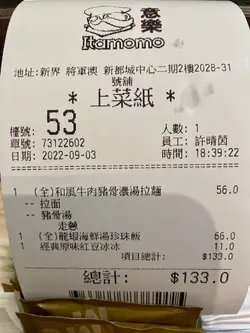 意樂
Itamomo
地址:新界 將軍澳 新都城中心二期2樓2028-31
號舖
* 上菜紙 *
檯號: 53
人數: 1
單號: 73122602
員工: 許晴茵
日期: 2022-09-03
時間: 18:39:22
1 (全)和風牛肉豬骨濃湯拉麵 56.0
-- 拉面
-- 豬骨湯
走葱
1 (全)龍蝦海鮮湯珍珠飯 66.0
1 經典原味紅豆冰冰 11.0
項目總計: $133.0
總計: $133.0